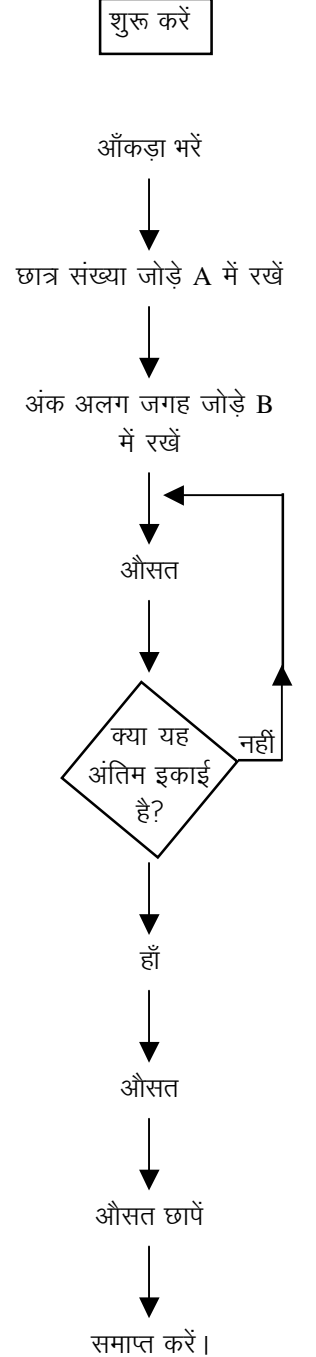 शुरू करें
आँकड़ा भरें
छात्र संख्या जोड़े A में रखें
अंक अलग जगह जोड़े B
में रखें
औसत
क्या यह
अंतिम इकाई
है?
नहीं
हाँ
औसत
औसत छापें
समाप्त करें।